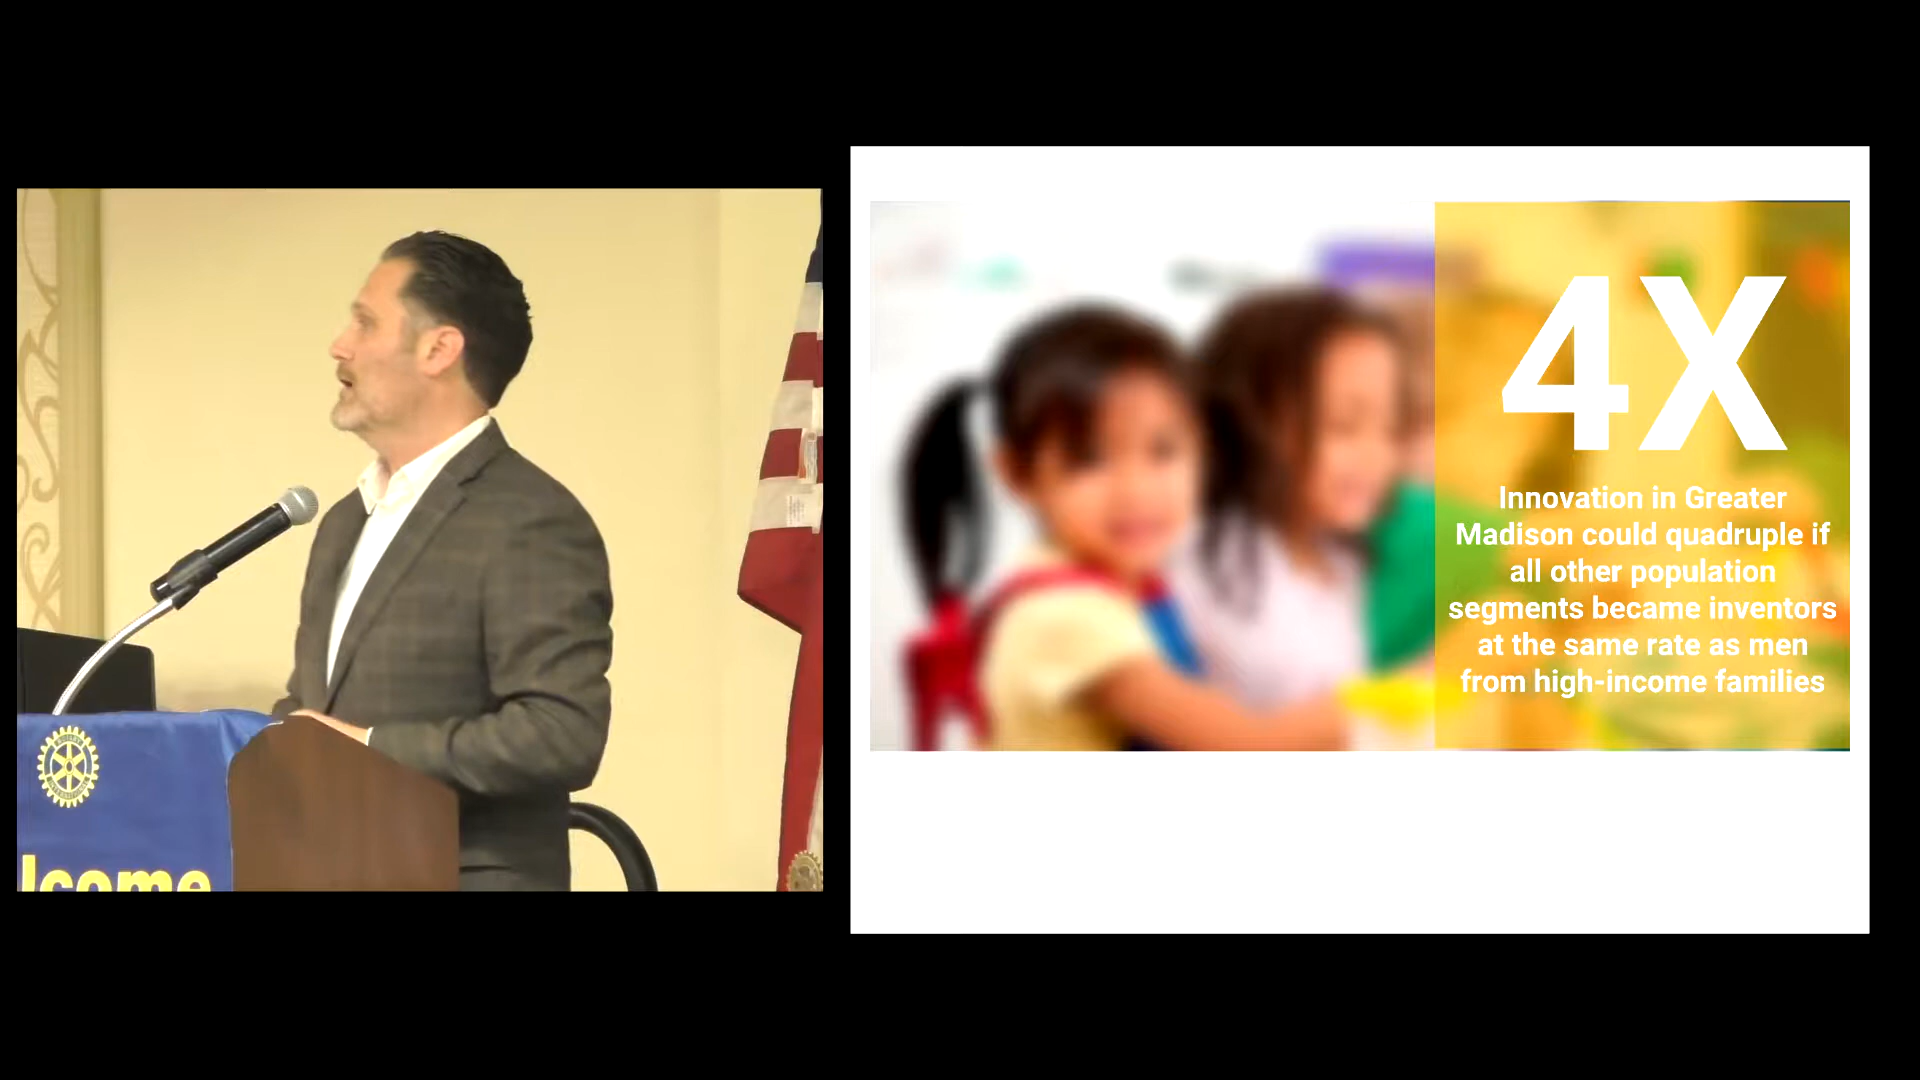 lcome
4X
Innovation in Greater
Madison could quadruple if
all other population
segments became inventors
at the same rate as men
from high-income families